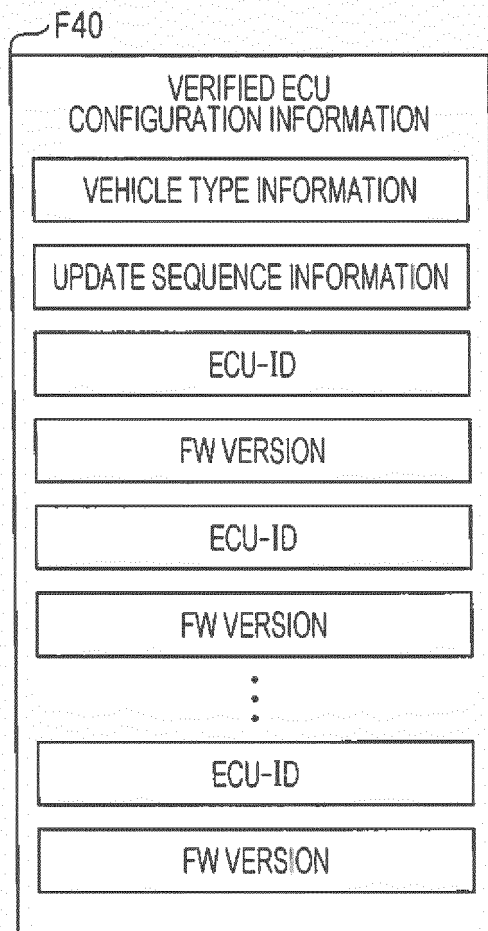 F40
VERIFIED ECU
CONFIGURATION INFORMATION
VEHICLE TYPE INFORMATION
UPDATE SEQUENCE INFORMATION
ECU-ID
FW VERSION
ECU-ID
FW VERSION
ECU-ID
FW VERSION